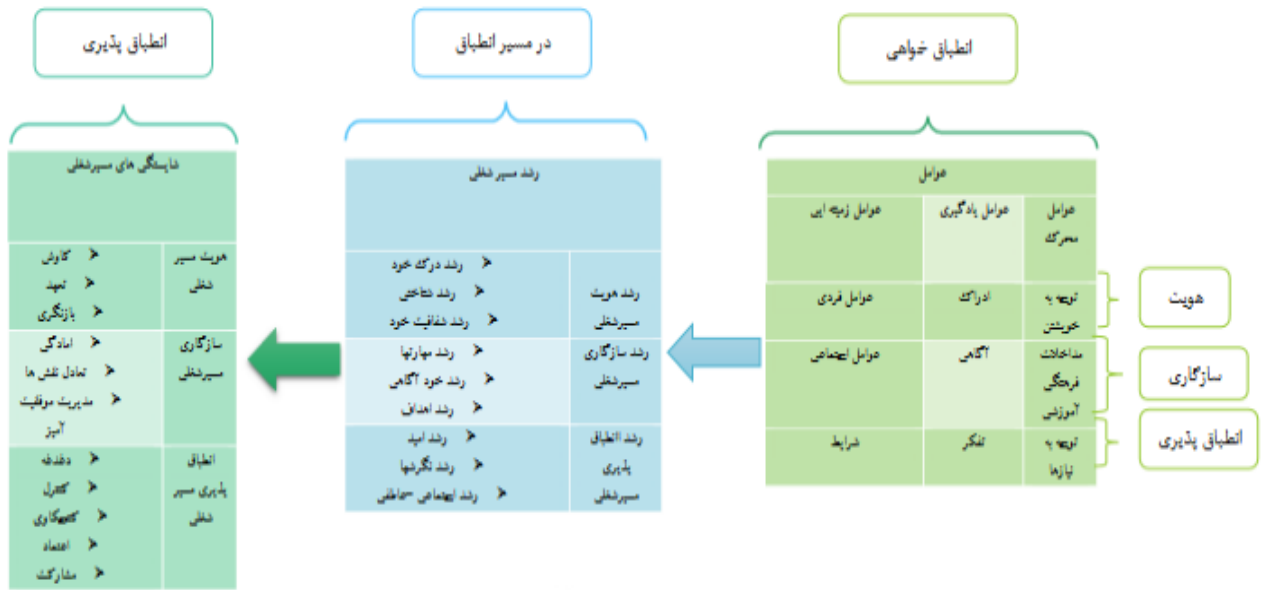 انطباق خواهی
در مسیر انطباق
انطباق پذیری
عوامل
عوامل محرک
عوامل یادگیری
عوامل زمینه ایی
توجه به خویشتن
ادراک
عوامل فردی
مداخلات فرهنگی آموزشی
آگاهی
عوامل اجتماعی
توجه به نیازها
تفکر
شرایط
هویت
سازگاری
انطباق پذیری
رشد مسیر شغلی
رشد هویت مسیرشغلی
رشد درک خود
رشد شناختی
رشد شفافیت خود
رشد سازگاری مسیرشغلی
رشد مهارتها
رشد خود آگاهی
رشد اهداف
رشد اانطباق پذیری مسیرشغلی
رشد امید
رشد نگرشها
رشد اجتماعی -عاطفی
شایستگی های مسیرشغلی
هویت مسیر شغلی
کاوش
تعهد
بازنگری
سازگاری مسیرشغلی
امادگی
تعادل نقش ها
مدیریت موفقیت آمیز
انطباق پذیری مسیر شغلی
دغدغه
کنترل
کنجکاوی
اعتماد
مشارکت